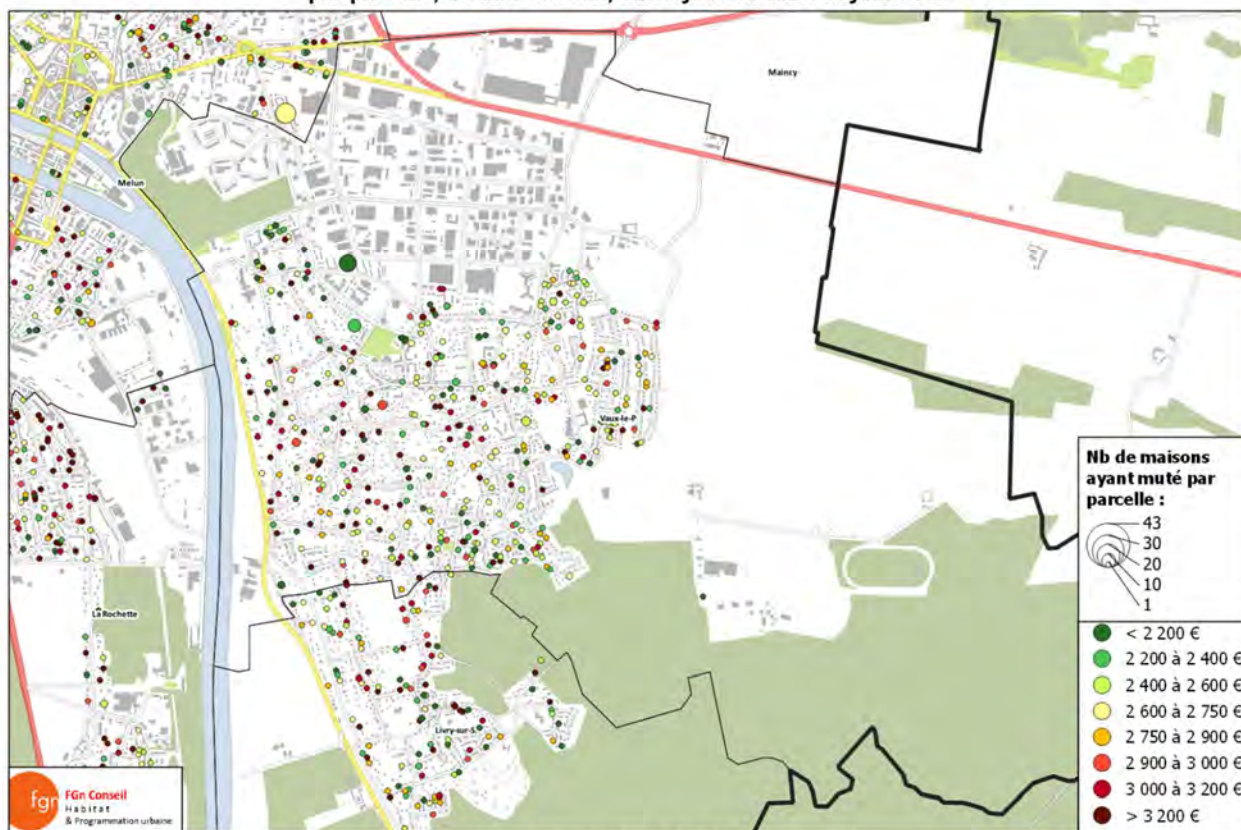 Maincy
Melun
Vaux-le-P
La Rochette
Livry-sur-S.
Nb de maisons
ayant muté par
parcelle :
43
30
20
10
1
< 2 200 €
2 200 à 2 400 €
2 400 à 2 600 €
2 600 à 2 750 €
2 750 à 2 900 €
2 900 à 3 000 €
3 000 à 3 200 €
> 3 200 €
fgn
FGn Conseil
Habitat
& Programmation urbaine